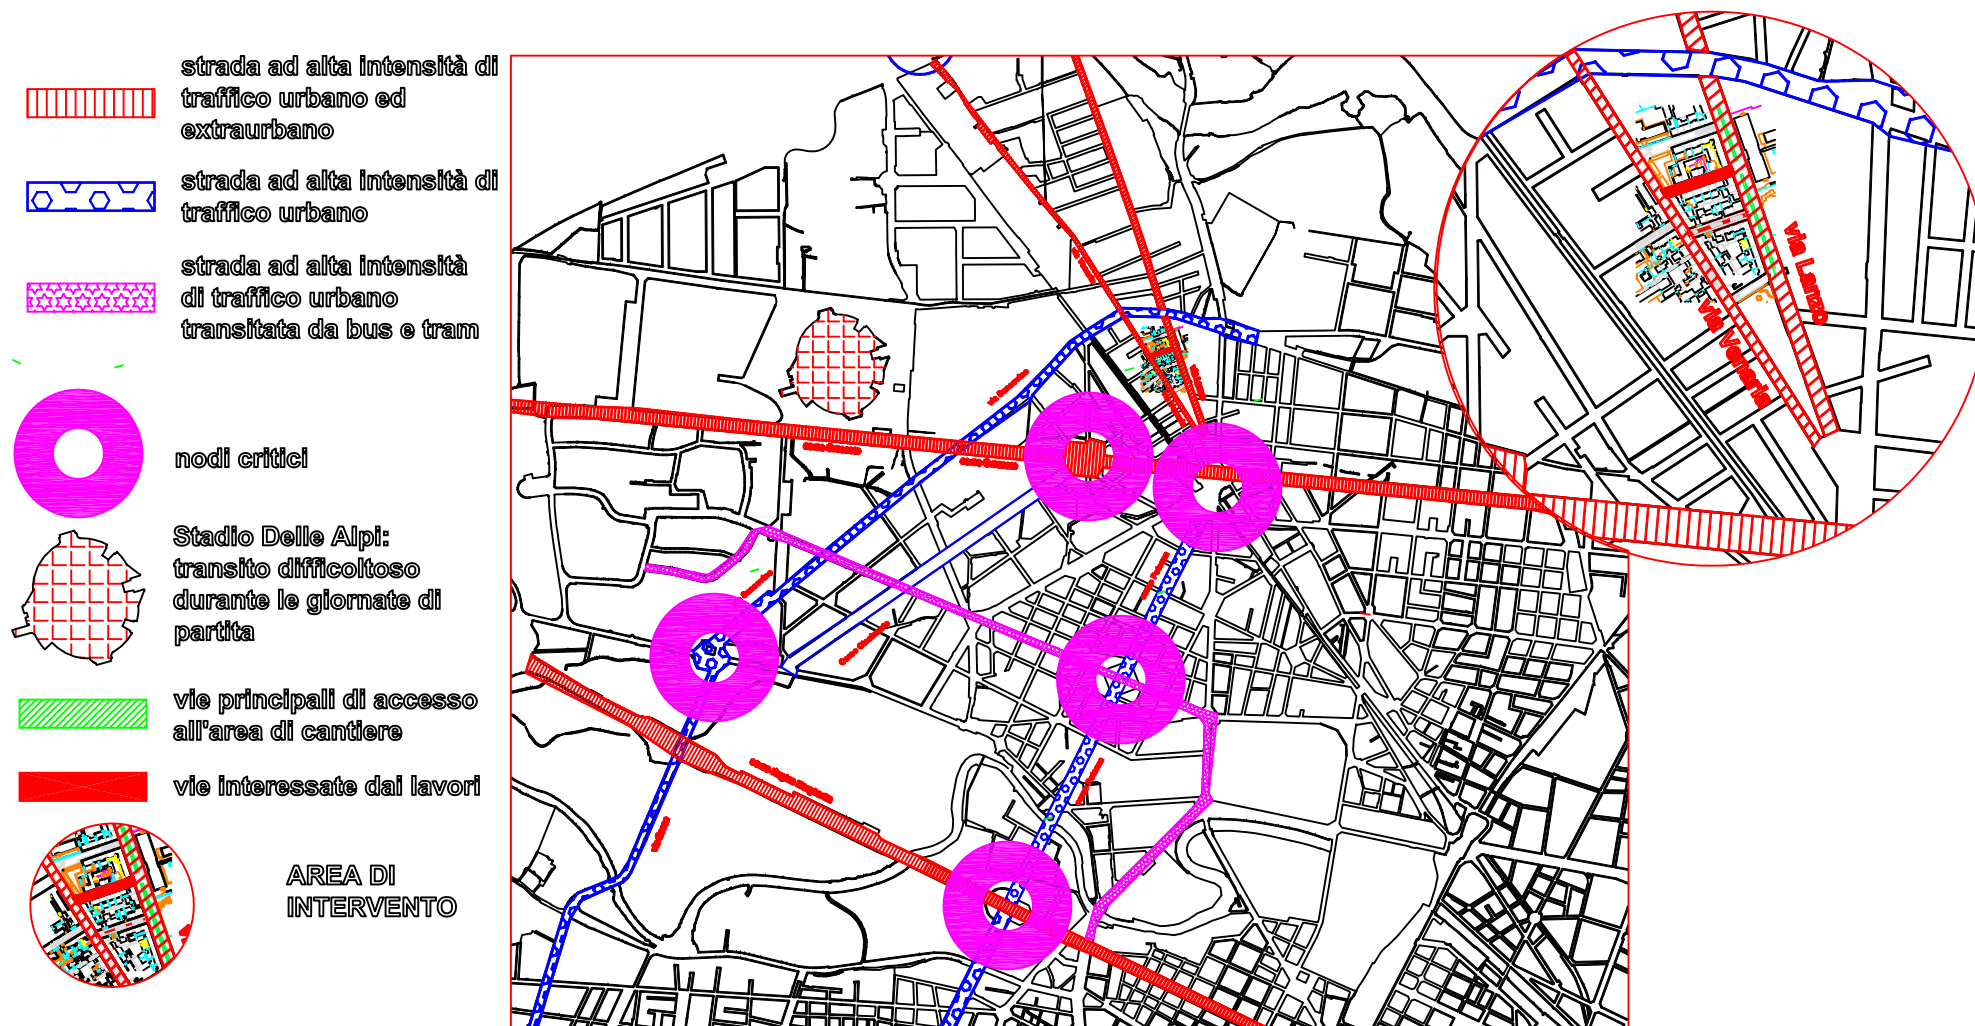 strada ad alta intensità di
traffico urbano ed
extraurbano
strada ad alta intensità di
traffico urbano
strada ad alta intensità
di traffico urbano
transitata da bus e tram
nodi critici
Stadio Delle Alpi:
transito difficoltoso
durante le giornate di
partita
vie principali di accesso
all'area di cantiere
vie interessate dai lavori
AREA DI
INTERVENTO
via Lanzo
via Venaria